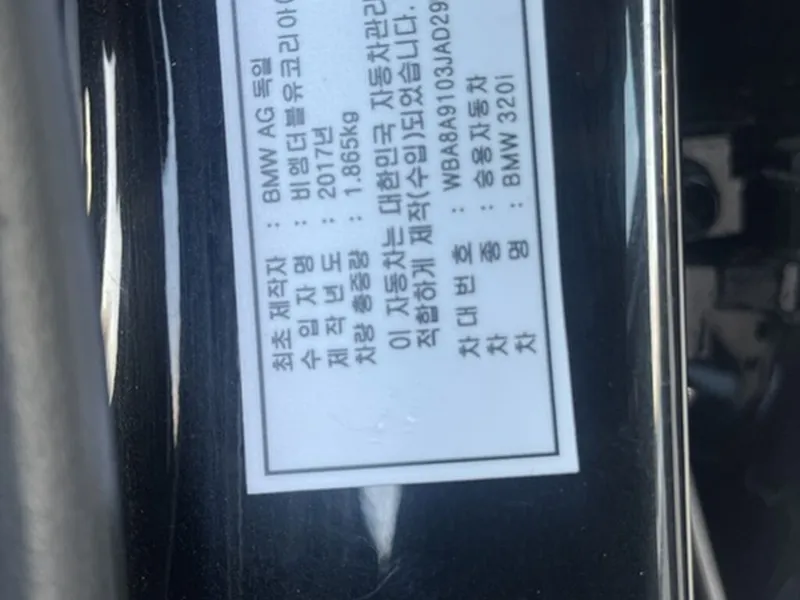 최초 제작자 : BMW AG 독일
수 입 자 명 : 비엠더블유코리아(
제 작 년 도 : 2017년
차량 총중량 : 1.865kg
이 자동차는 대한민국 자동차관리
적합하게 제작(수입)되었습니다.
차 대 번 호 : WBA8A9103JAD29
차 종 : 승용자동차
차 명 : BMW 320i